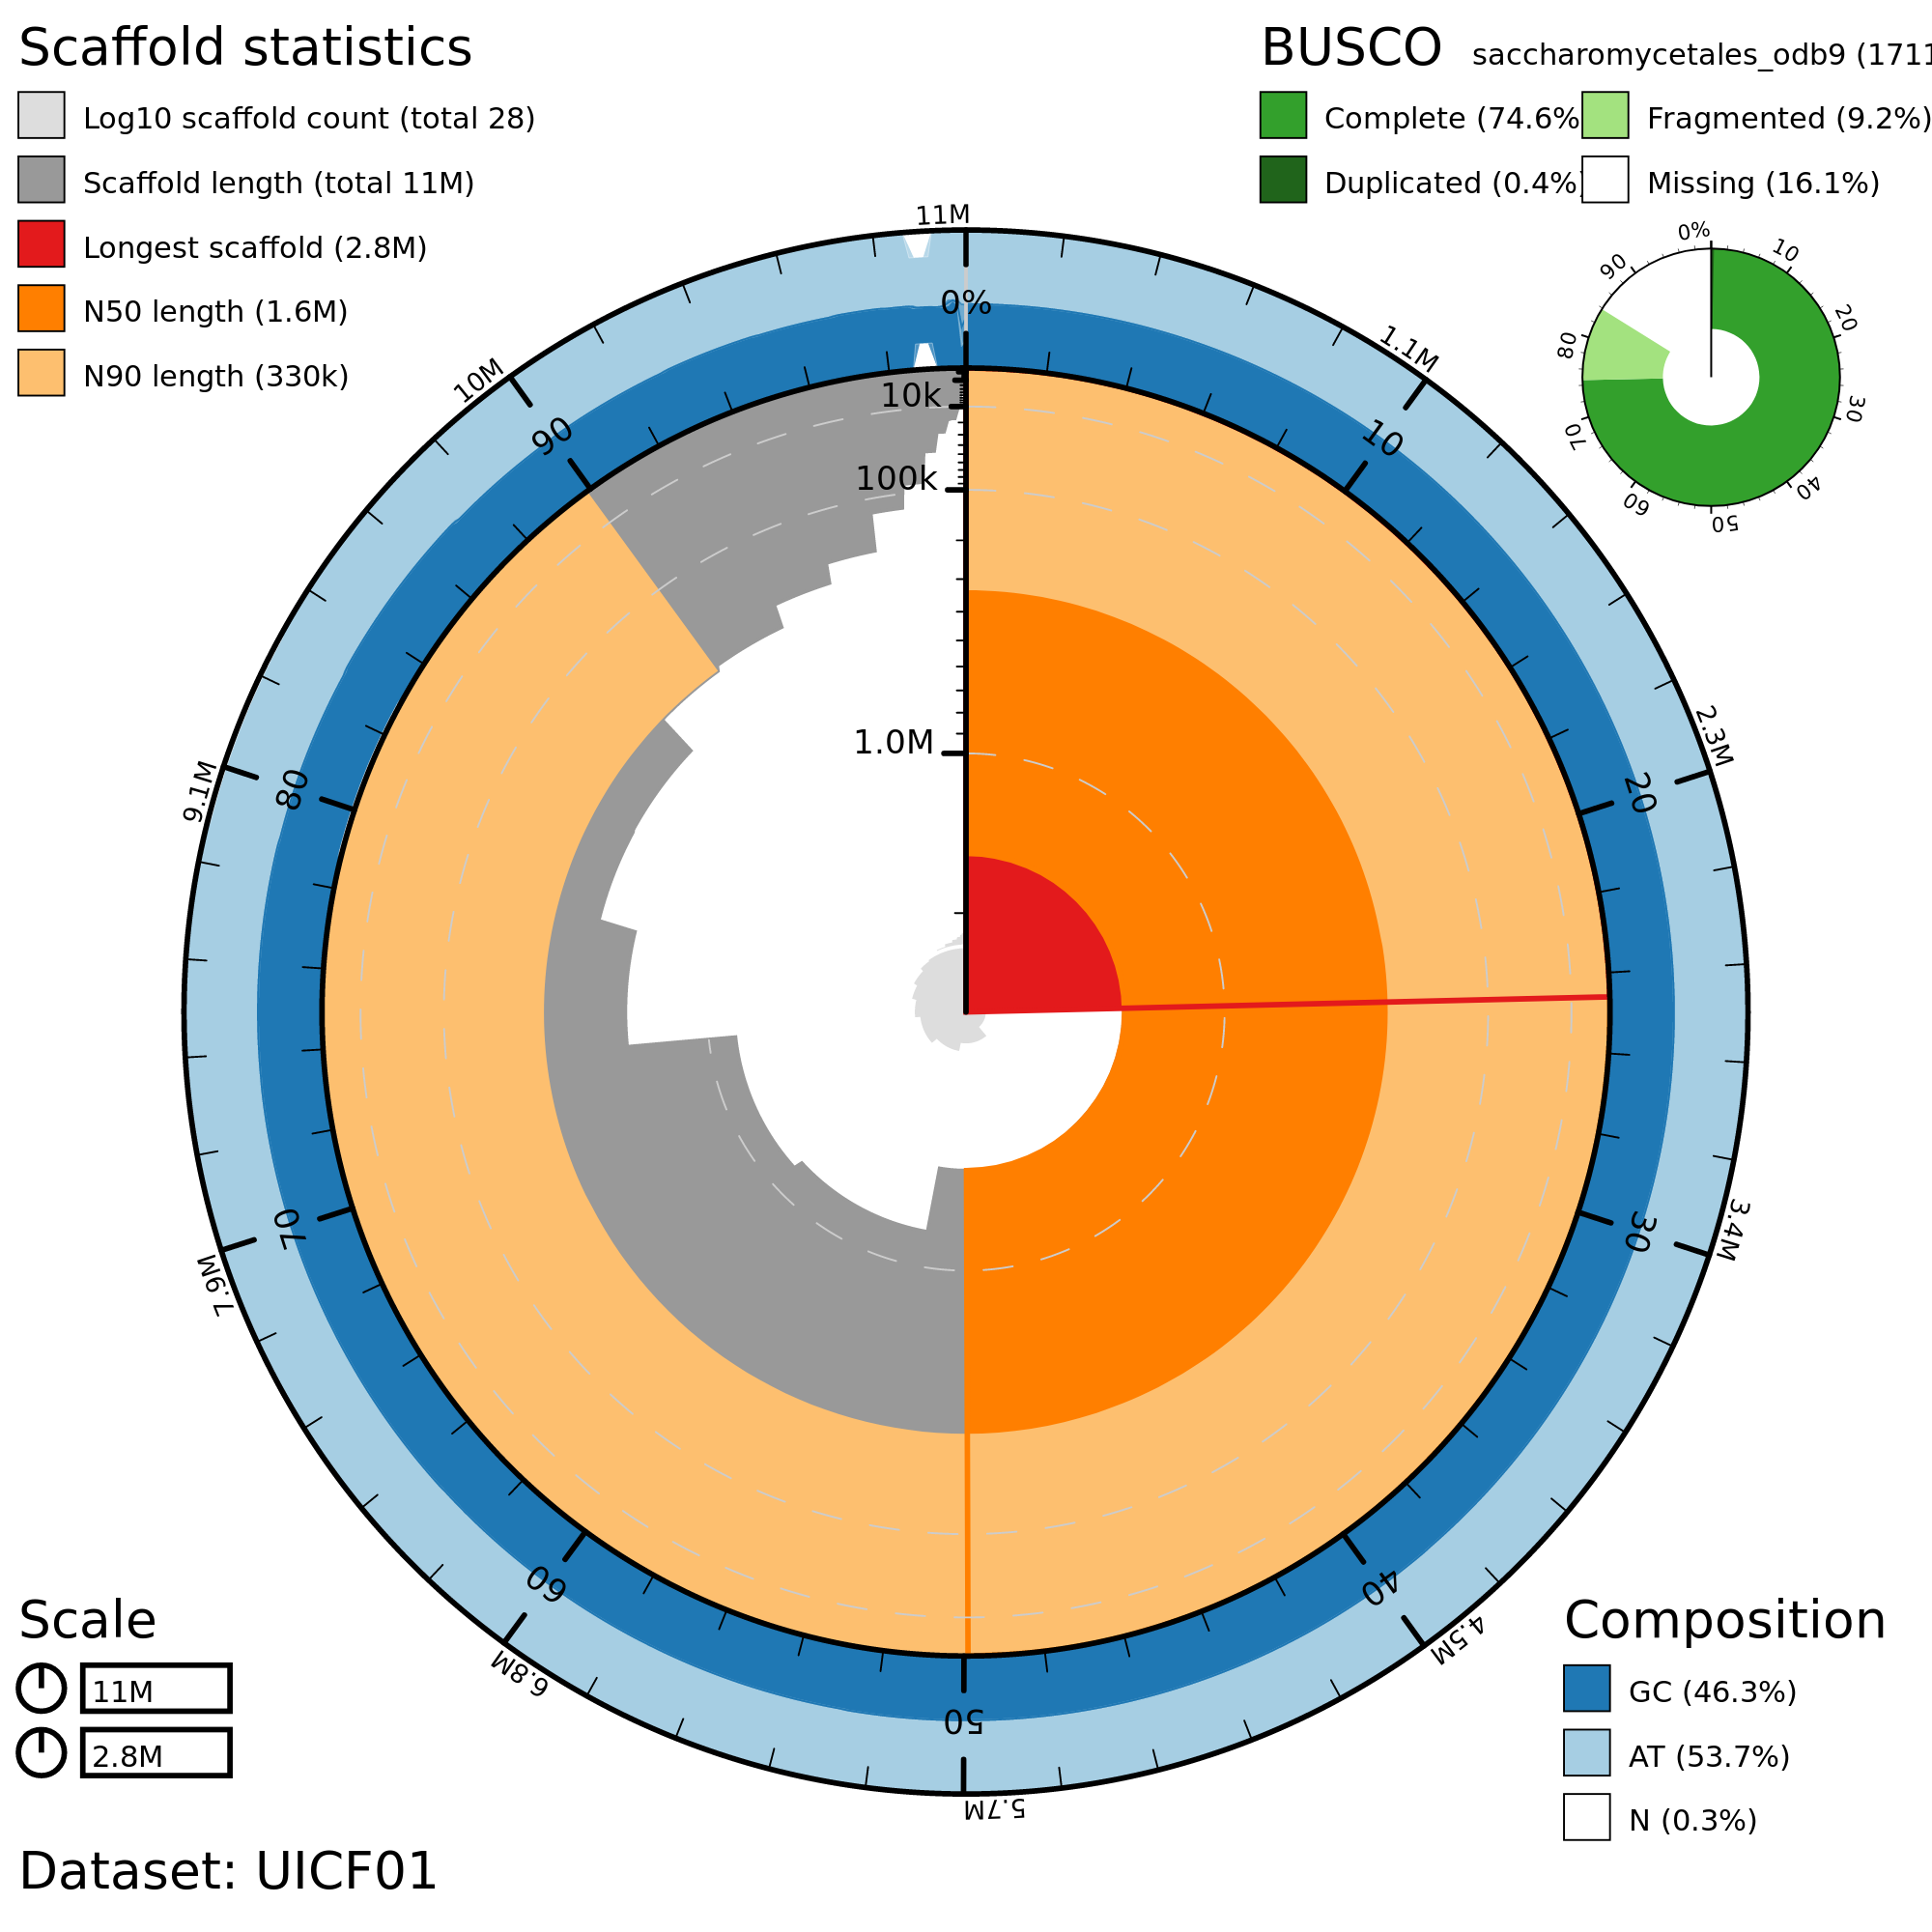 Scaffold statistics
Log10 scaffold count (total 28)
Scaffold length (total 11M)
Longest scaffold (2.8M)
N50 length (1.6M)
N90 length (330k)
BUSCO saccharomycetales_odb9 (1711
Complete (74.6%
Fragmented (9.2%)
Duplicated (0.4%)
Missing (16.1%)
0%
10
20
30
40
50
60
70
80
90
11M
1.1M
2.3M
3.4M
4.5M
5.7M
6.8M
7.9M
9.1M
10M
0%
10
20
30
40
50
60
70
80
90
10k
100k
1.0M
Scale
11M
2.8M
Composition
GC (46.3%)
AT (53.7%)
N (0.3%)
Dataset: UICF01